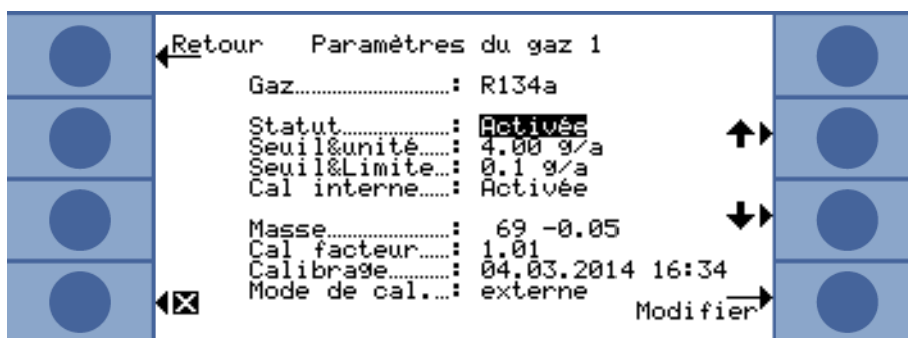 Retour Paramètres du gaz 1
Gaz.......................: R134a
Statut..................: Activée
Seuil&unité.....: 4.00 g/a
Seuil&Limite...: 0.1 g/a
Cal interne.....: Activée
Masse...................: 69 -0.05
Cal facteur.....: 1.01
Calibrage..........: 04.03.2014 16:34
Mode de cal....: externe
Modifier